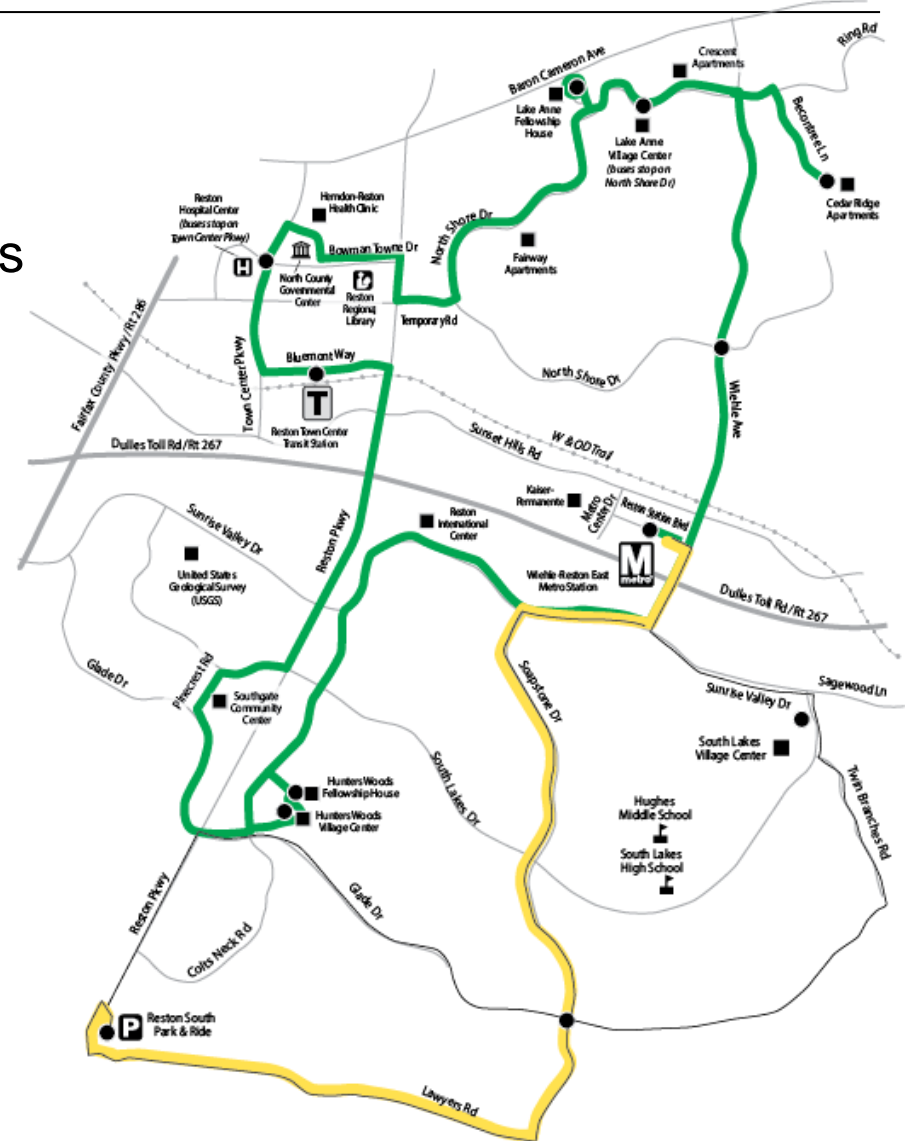 s
Baron Cameron Ave
Crescent
Apartments
Ring Rd
Lake Anne
Fellowship
House
Lake Anne
Village Center
(buses stop on
North Shore Dr)
Becontree Ln
Cedar Ridge
Apartments
Reston
Hospital Center
(buses stop on
Town Center Pkwy)
Herndon-Reston
Health Clinic
H
Bowman Towne Dr
North County
Governmental
Center
Reston
Regional
Library
North Shore Dr
Fairway
Apartments
Temporary Rd
Fairfax County Pkwy/Rt 286
Town Center Pkwy
Bluemont Way
T
Reston Town Center
Transit Station
North Shore Dr
Wiehle Ave
Dulles Toll Rd/Rt 267
Sunset Hills Rd
W & OD Trail
Kaiser-
Permanente
Metro
Center Dr
Reston Station Blvd
M
metro
Wiehle-Reston East
Metro Station
Reston
International
Center
Sunrise Valley Dr
Reston Pkwy
United States
Geological Survey
(USGS)
Dulles Toll Rd/Rt 267
Glade Dr
Pinecrest Rd
Southgate
Community
Center
Soapstone Dr
Sagewood Ln
Sunrise Valley Dr
South Lakes
Village Center
South Lakes Dr
Twin Branches Rd
Hunters Woods
Fellowship House
Hunters Woods
Village Center
Hughes
Middle School
South Lakes
High School
Reston Pkwy
Glade Dr
Colts Neck Rd
P
Reston South
Park & Ride
Lawyers Rd